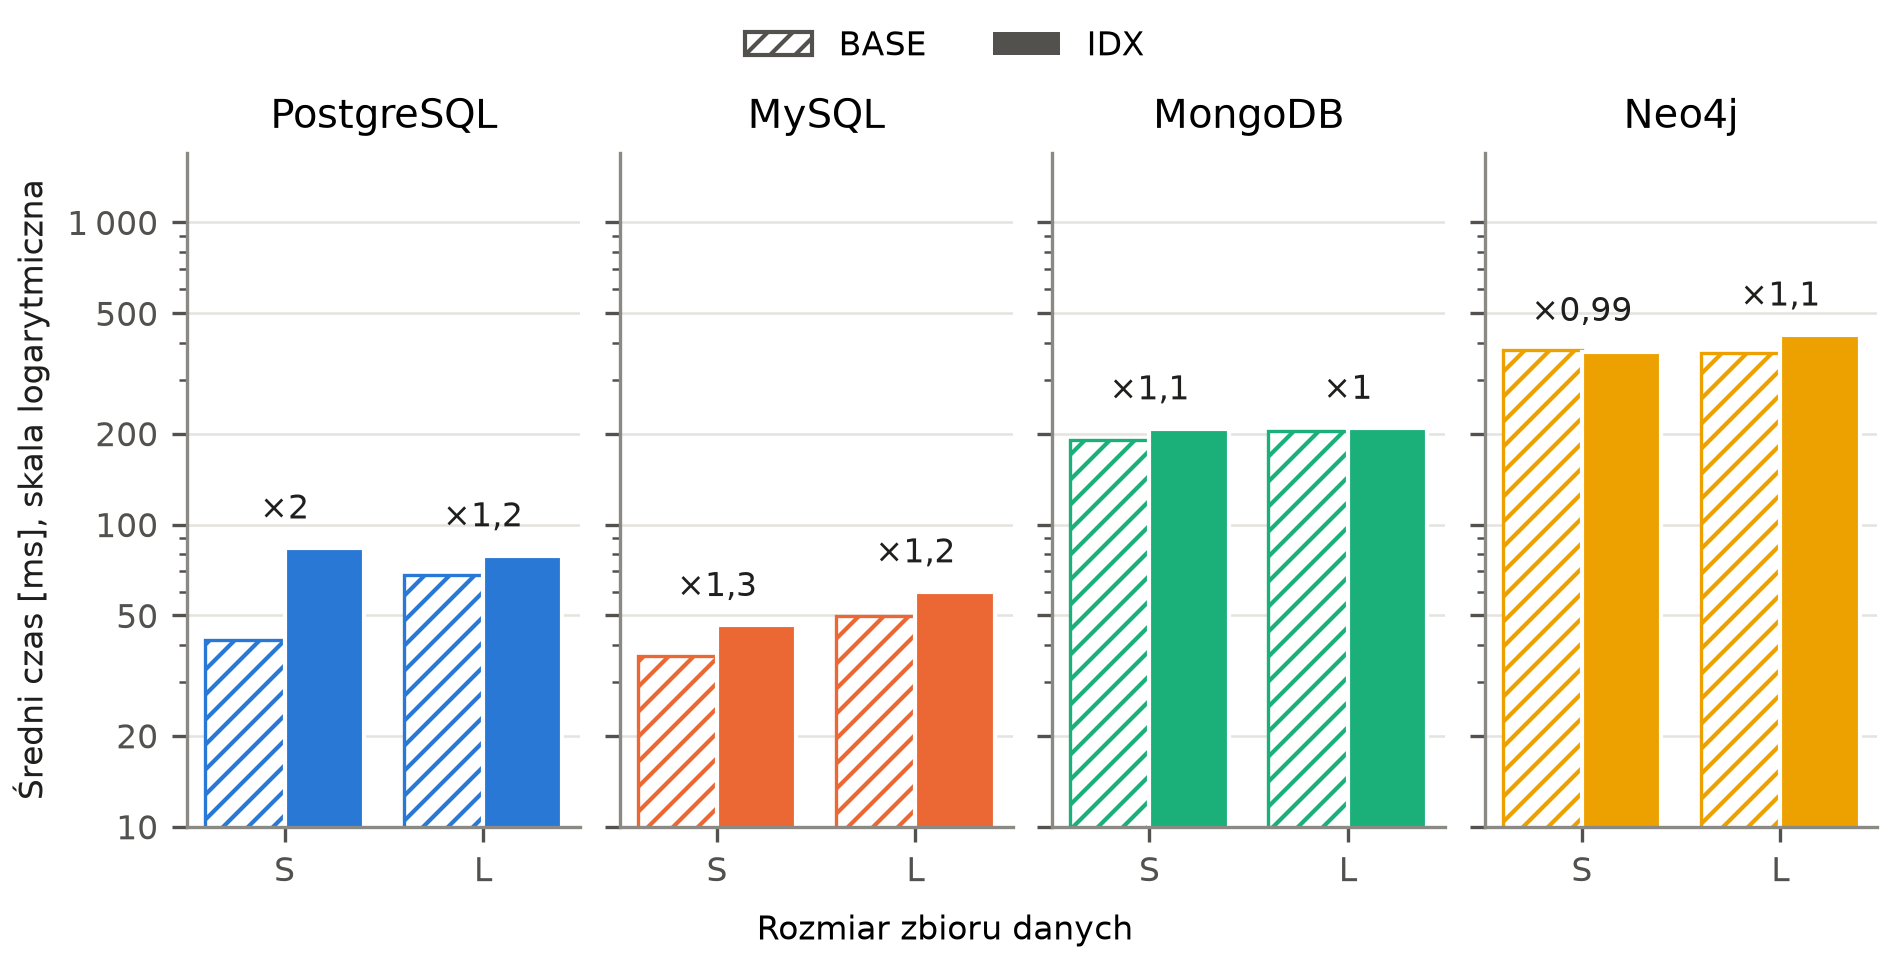 BASE IDX
PostgreSQL MySQL MongoDB Neo4j
Średni czas [ms], skala logarytmiczna
1 000
500
200
100
50
20
10
×2 ×1,2
×1,3 ×1,2
×1,1 ×1
×0,99 ×1,1
S L S L S L S L
Rozmiar zbioru danych